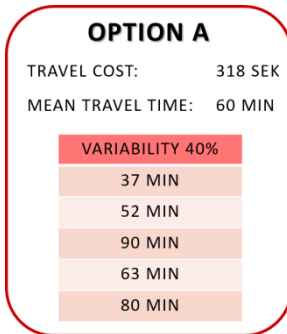 OPTION A
TRAVEL COST: 318 SEK
MEAN TRAVEL TIME: 60 MIN
VARIABILITY 40%
37 MIN
52 MIN
90 MIN
63 MIN
80 MIN